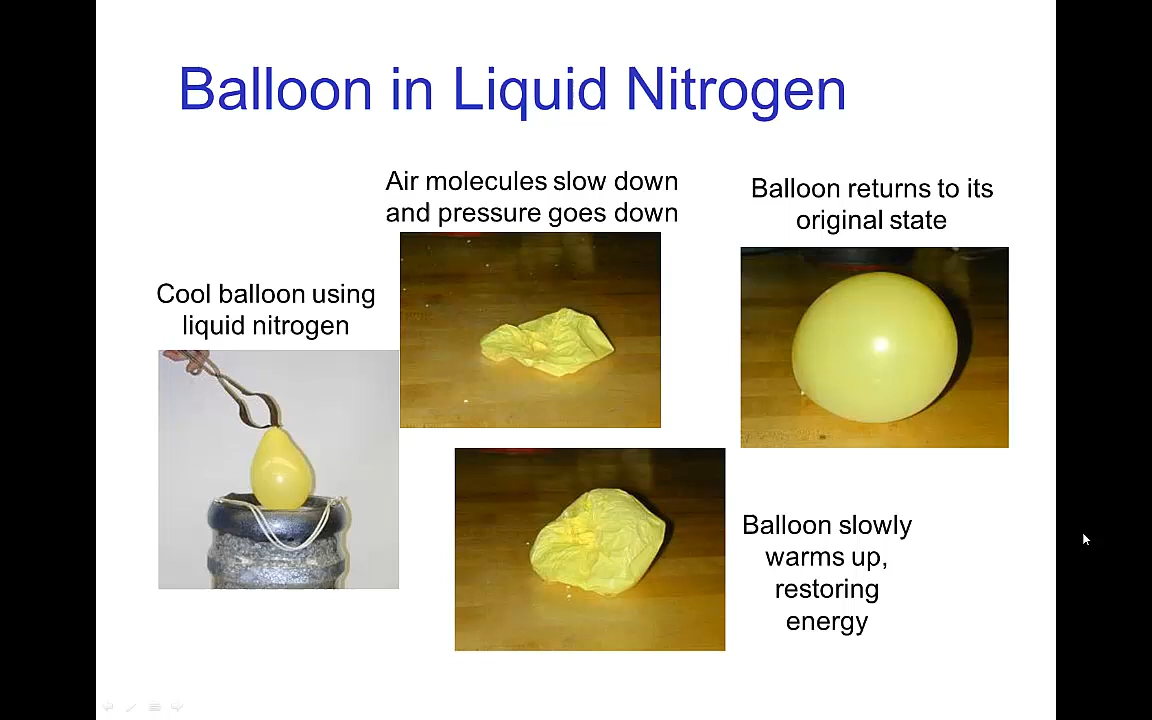 Balloon in Liquid Nitrogen
Cool balloon using
liquid nitrogen
Air molecules slow down
and pressure goes down
Balloon slowly
warms up,
restoring
energy
Balloon returns to its
original state